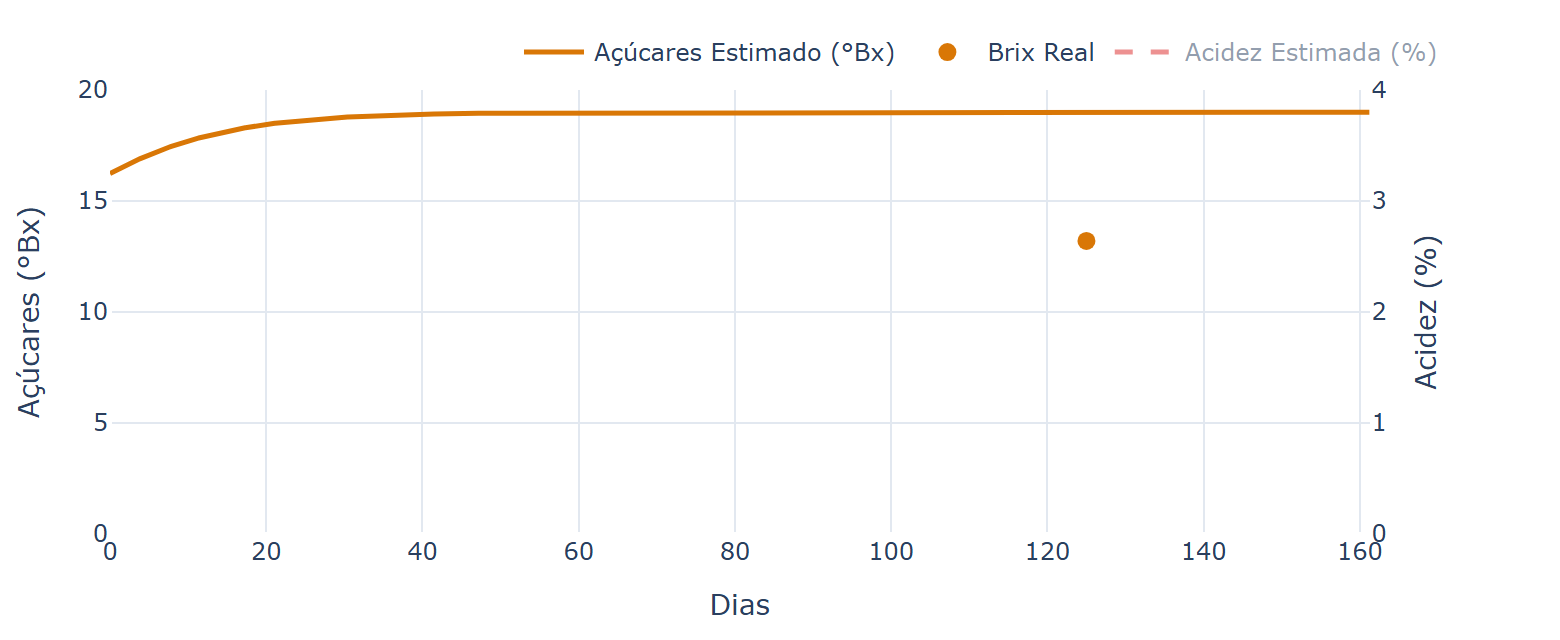 Açúcares Estimado (°Bx) Brix Real Acidez Estimada (%)
20 4
15 3
10 2
5 1
0 0
0 20 40 60 80 100 120 140 160
Açúcares (°Bx)
Acidez (%)
Dias